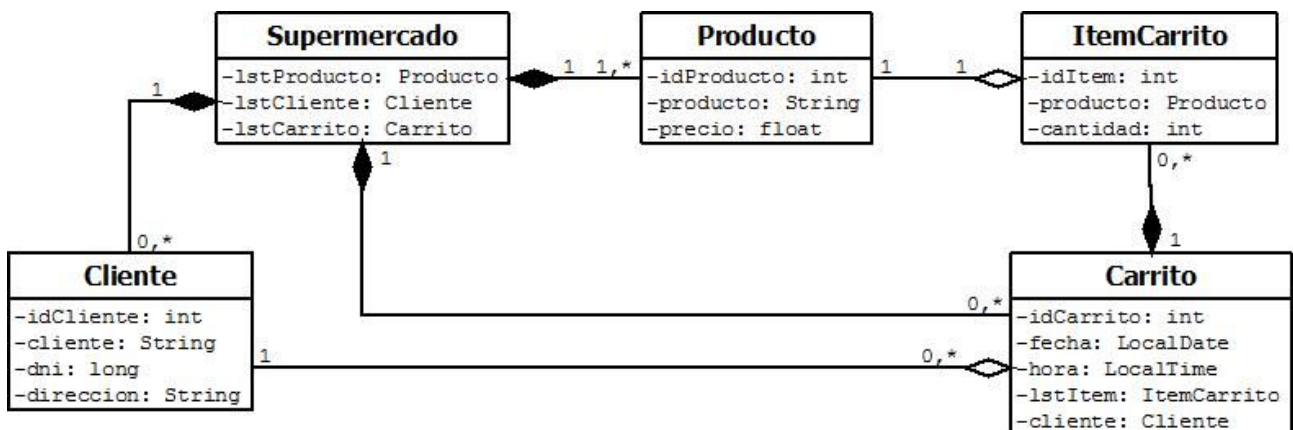 Supermercado
-lstProducto: Producto
-lstCliente: Cliente
-lstCarrito: Carrito
1
1,*
Producto
-idProducto: int
-producto: String
-precio: float
1
1
ItemCarrito
-idItem: int
-producto: Producto
-cantidad: int
1
1
0,*
0,*
1
Cliente
-idCliente: int
-cliente: String
-dni: long
-direccion: String
1
0,*
0,*
Carrito
-idCarrito: int
-fecha: LocalDate
-hora: LocalTime
-lstItem: ItemCarrito
-cliente: Cliente